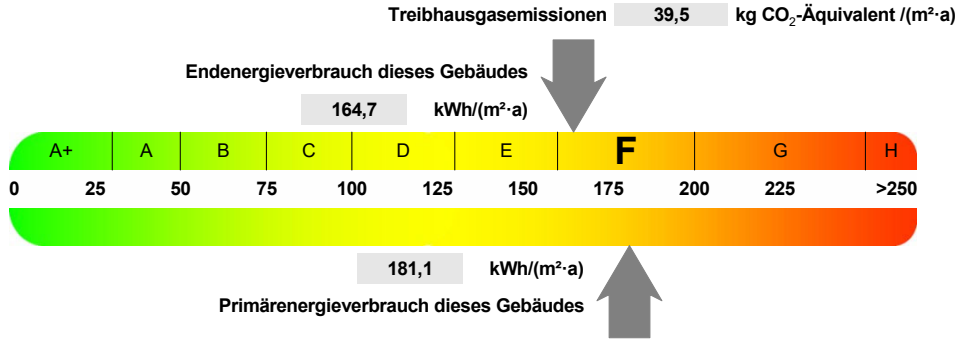 Treibhausgasemissionen 39,5 kg CO₂-Äquivalent /(m²·a)
Endenergieverbrauch dieses Gebäudes
164,7 kWh/(m²·a)
A+ A B C D E F G H
0 25 50 75 100 125 150 175 200 225 >250
181,1 kWh/(m²·a)
Primärenergieverbrauch dieses Gebäudes